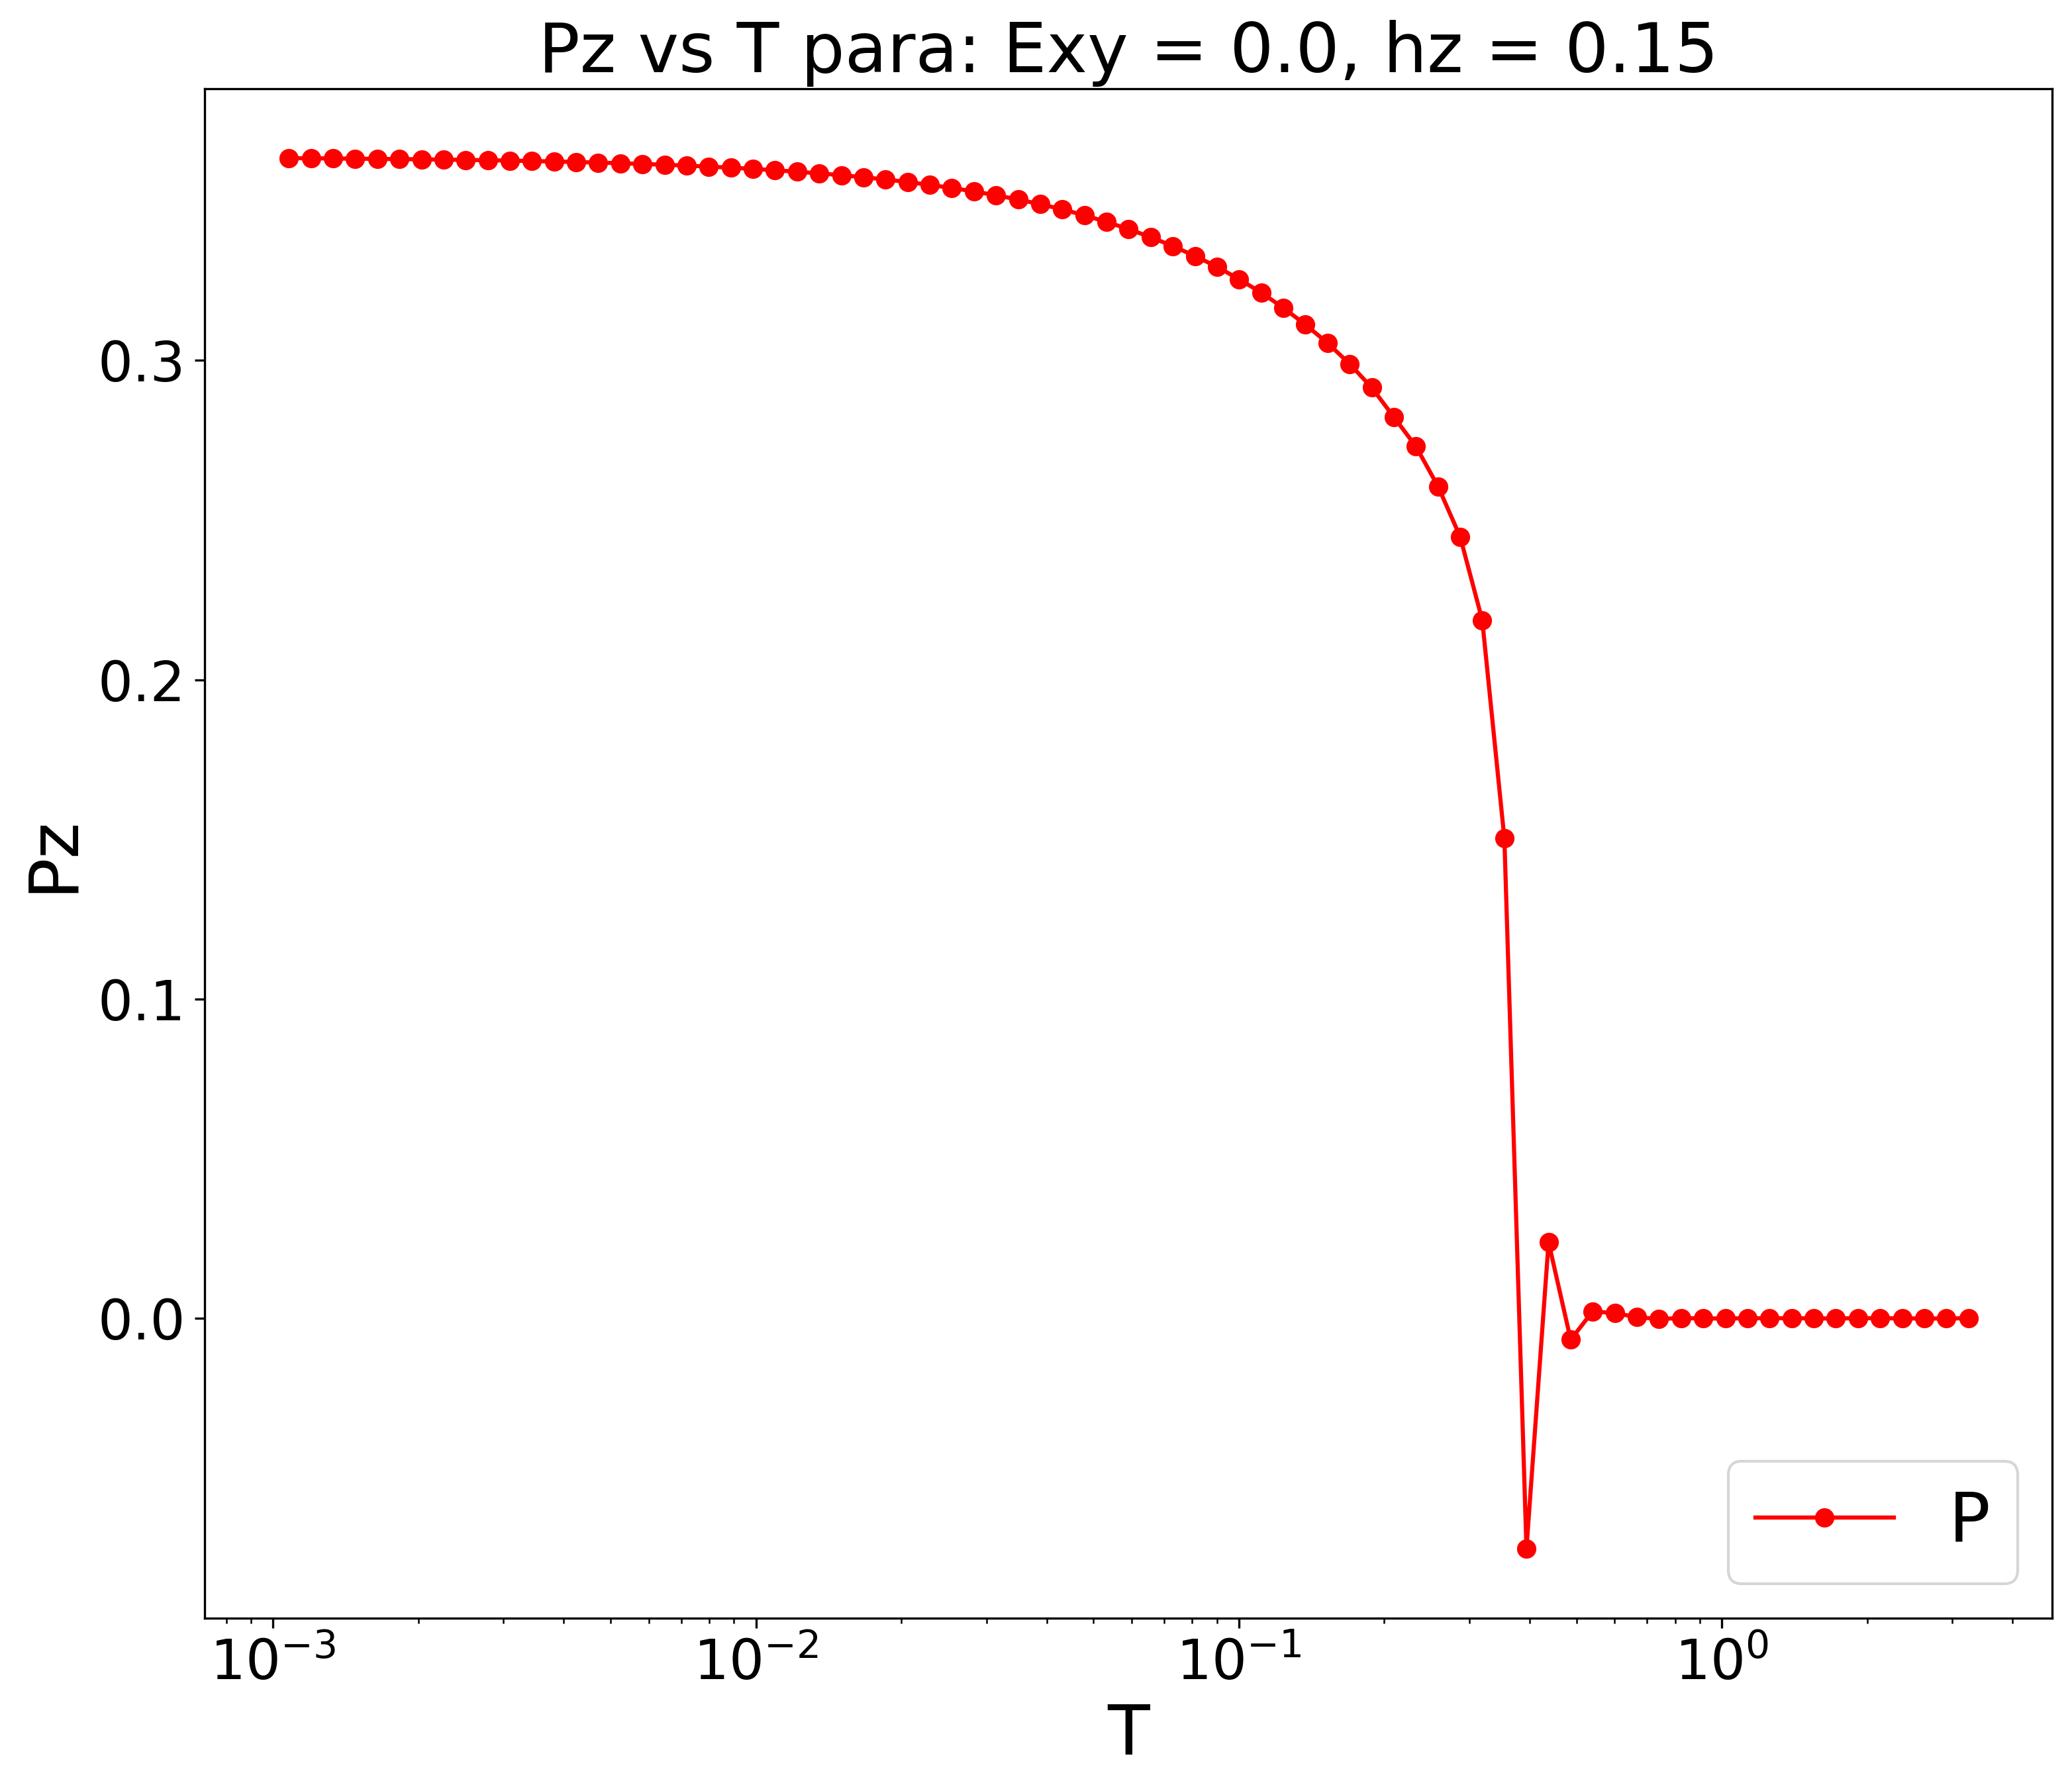 Pz vs T para: Exy = 0.0, hz = 0.15
Pz
0.3
0.2
0.1
0.0
P
10⁻³ 10⁻² 10⁻¹ 10⁰
T